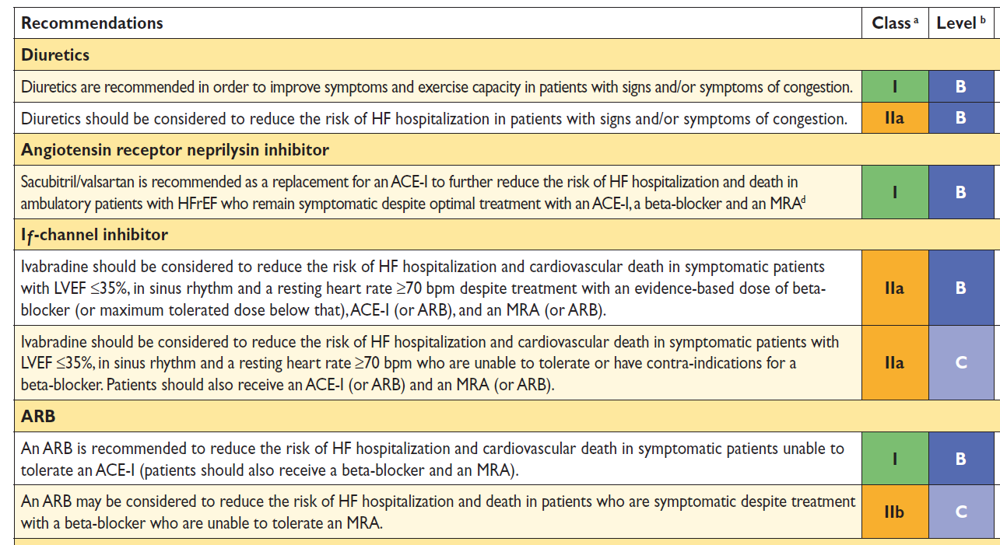 Recommendations Class a Level b
Diuretics
Diuretics are recommended in order to improve symptoms and exercise capacity in patients with signs and/or symptoms of congestion. I B
Diuretics should be considered to reduce the risk of HF hospitalization in patients with signs and/or symptoms of congestion. IIa B
Angiotensin receptor neprilysin inhibitor
Sacubitril/valsartan is recommended as a replacement for an ACE-I to further reduce the risk of HF hospitalization and death in
ambulatory patients with HFrEF who remain symptomatic despite optimal treatment with an ACE-I, a beta-blocker and an MRAd
I B
If-channel inhibitor
Ivabradine should be considered to reduce the risk of HF hospitalization and cardiovascular death in symptomatic patients
with LVEF ≤35%, in sinus rhythm and a resting heart rate ≥70 bpm despite treatment with an evidence-based dose of beta-
blocker (or maximum tolerated dose below that), ACE-I (or ARB), and an MRA (or ARB).
IIa B
Ivabradine should be considered to reduce the risk of HF hospitalization and cardiovascular death in symptomatic patients with
LVEF ≤35%, in sinus rhythm and a resting heart rate ≥70 bpm who are unable to tolerate or have contra-indications for a
beta-blocker. Patients should also receive an ACE-I (or ARB) and an MRA (or ARB).
IIa C
ARB
An ARB is recommended to reduce the risk of HF hospitalization and cardiovascular death in symptomatic patients unable to
tolerate an ACE-I (patients should also receive a beta-blocker and an MRA).
I B
An ARB may be considered to reduce the risk of HF hospitalization and death in patients who are symptomatic despite treatment
with a beta-blocker who are unable to tolerate an MRA.
IIb C